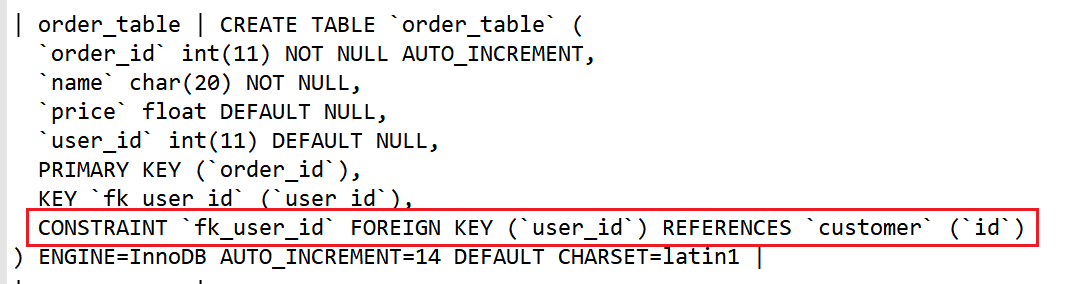 | order_table | CREATE TABLE `order_table` (
  `order_id` int(11) NOT NULL AUTO_INCREMENT,
  `name` char(20) NOT NULL,
  `price` float DEFAULT NULL,
  `user_id` int(11) DEFAULT NULL,
  PRIMARY KEY (`order_id`),
  KEY `fk_user_id` (`user_id`),
  CONSTRAINT `fk_user_id` FOREIGN KEY (`user_id`) REFERENCES `customer` (`id`)
) ENGINE=InnoDB AUTO_INCREMENT=14 DEFAULT CHARSET=latin1 |